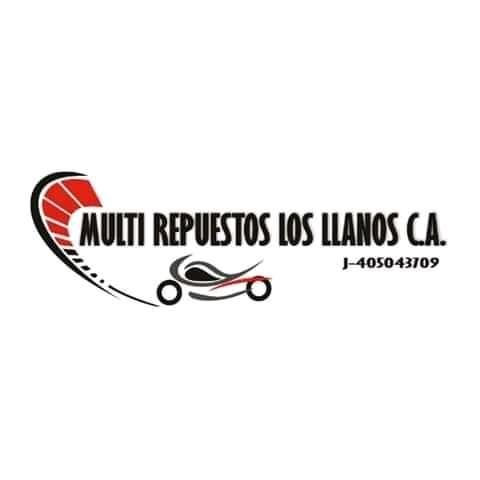 MULTI REPUESTOS LOS LLANOS C.A.
J-405043709